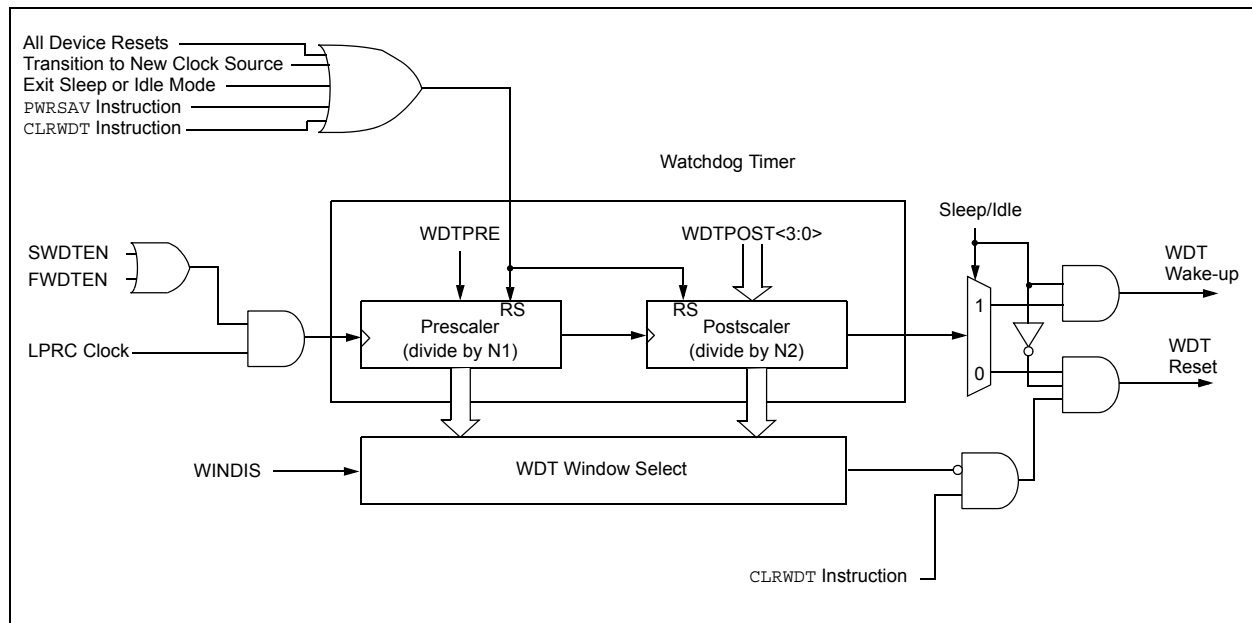 All Device Resets
Transition to New Clock Source
Exit Sleep or Idle Mode
PWRSAV Instruction
CLRWDT Instruction
Watchdog Timer
Sleep/Idle
WDTPRE
WDTPOST<3:0>
SWDTEN
FWDTEN
WDT
Wake-up
RS
RS
1
Prescaler
(divide by N1)
Postscaler
(divide by N2)
LPRC Clock
WDT
Reset
0
WINDIS
WDT Window Select
CLRWDT Instruction